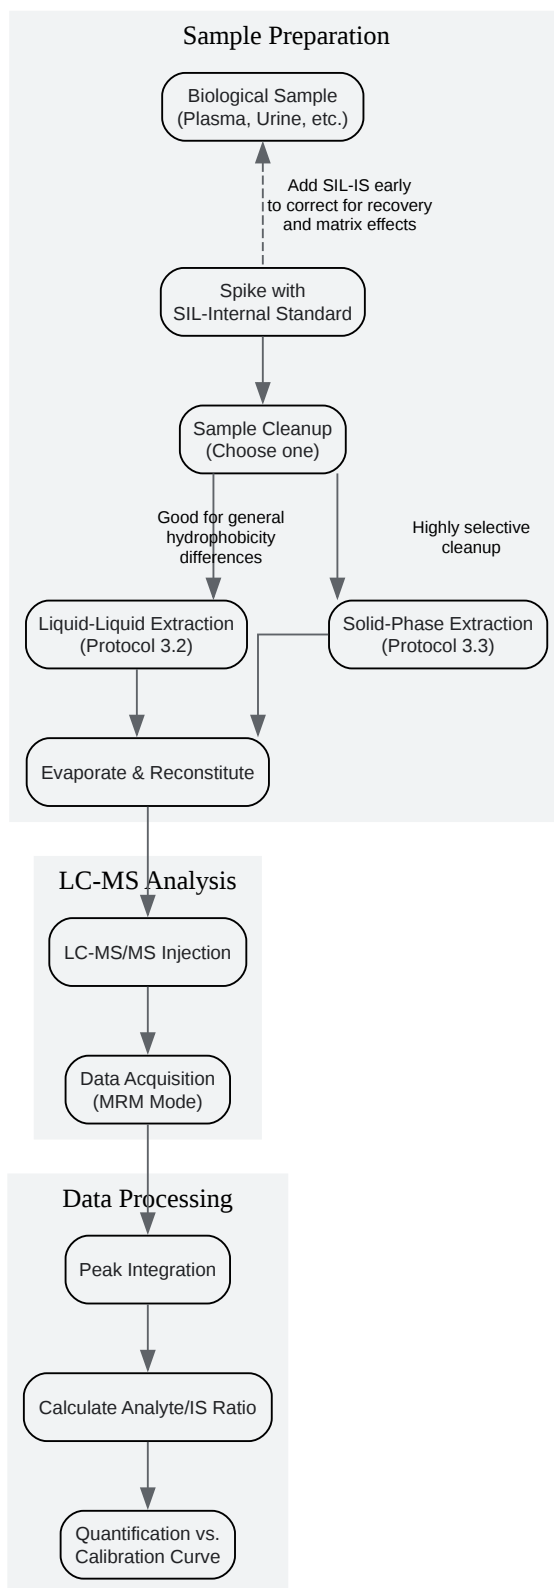 Sample Preparation
Biological Sample
(Plasma, Urine, etc.)
Add SIL-IS early
to correct for recovery
and matrix effects
Spike with
SIL-Internal Standard
Sample Cleanup
(Choose one)
Good for general
hydrophobicity
differences
Highly selective
cleanup
Liquid-Liquid Extraction
(Protocol 3.2)
Solid-Phase Extraction
(Protocol 3.3)
Evaporate & Reconstitute
LC-MS Analysis
LC-MS/MS Injection
Data Acquisition
(MRM Mode)
Data Processing
Peak Integration
Calculate Analyte/IS Ratio
Quantification vs.
Calibration Curve